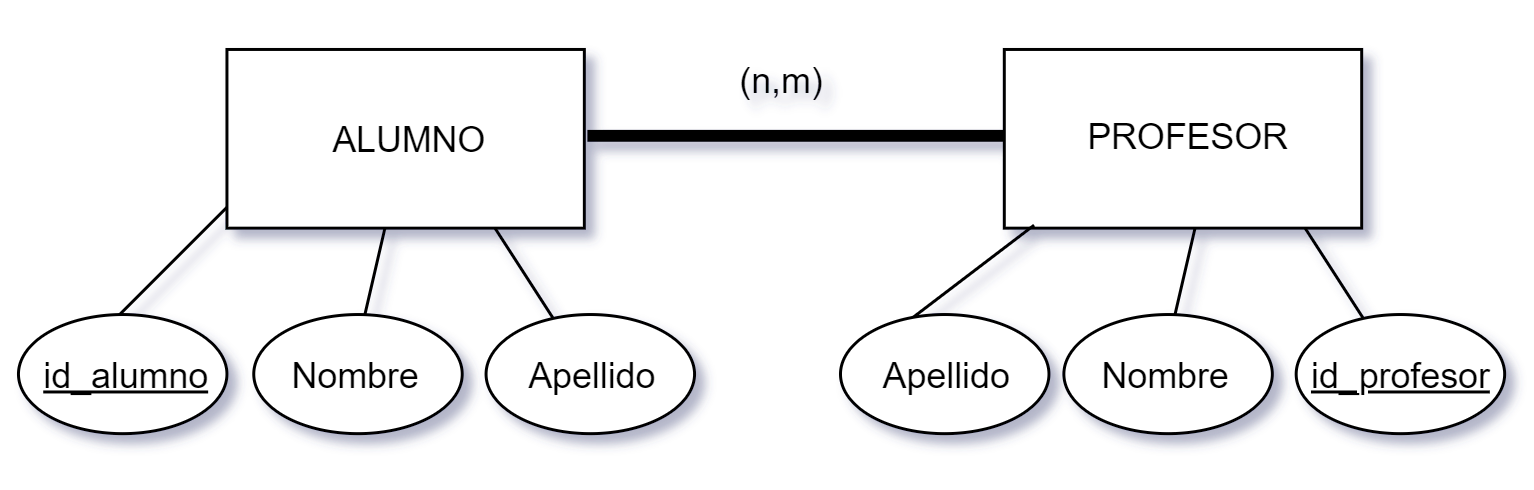 (n,m)
ALUMNO
PROFESOR
id_alumno
Nombre
Apellido
Apellido
Nombre
id_profesor